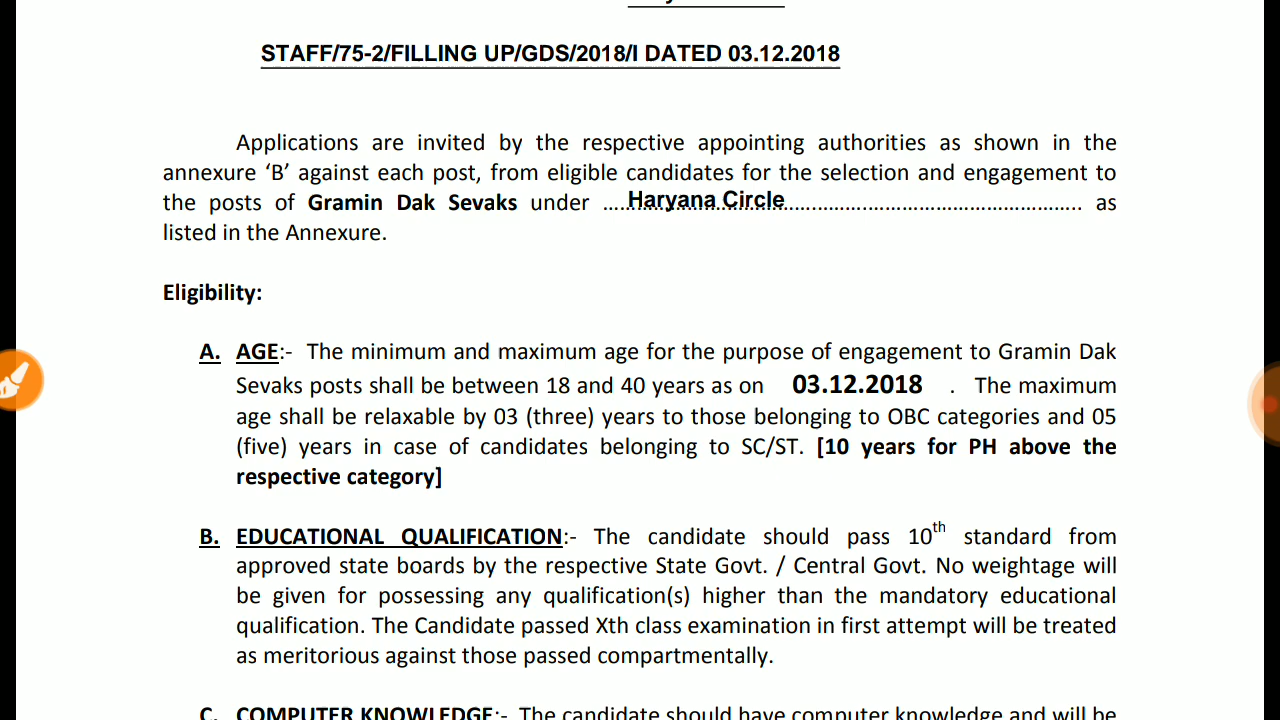 STAFF/75-2/FILLING UP/GDS/2018/I DATED 03.12.2018
Applications are invited by the respective appointing authorities as shown in the
annexure ‘B’ against each post, from eligible candidates for the selection and engagement to
the posts of Gramin Dak Sevaks under ......Haryana Circle.................................................. as
listed in the Annexure.
Eligibility:
A. AGE:- The minimum and maximum age for the purpose of engagement to Gramin Dak
Sevaks posts shall be between 18 and 40 years as on 03.12.2018 . The maximum
age shall be relaxable by 03 (three) years to those belonging to OBC categories and 05
(five) years in case of candidates belonging to SC/ST. [10 years for PH above the
respective category]
B. EDUCATIONAL QUALIFICATION:- The candidate should pass 10th standard from
approved state boards by the respective State Govt. / Central Govt. No weightage will
be given for possessing any qualification(s) higher than the mandatory educational
qualification. The Candidate passed Xth class examination in first attempt will be treated
as meritorious against those passed compartmentally.
C. COMPUTER KNOWLEDGE:- The candidate should have computer knowledge and will be